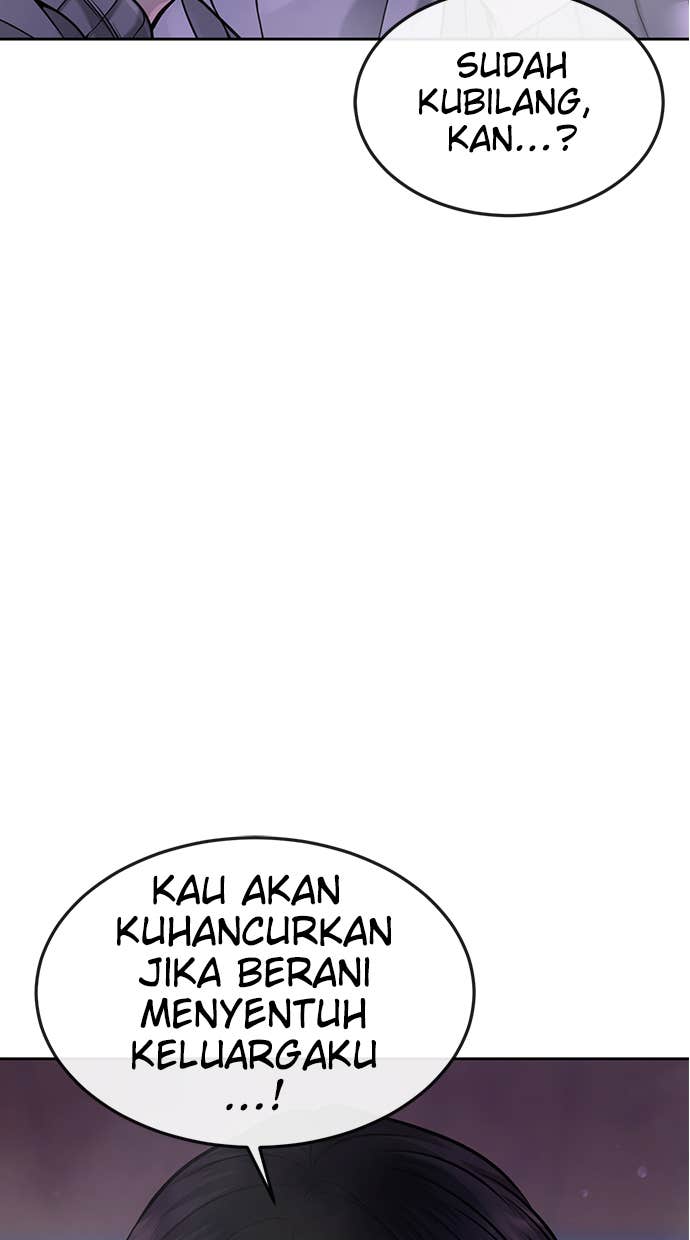 SUDAH
KUBILANG,
KAN...?
KAU AKAN
KUHANCURKAN
JIKA BERANI
MENYENTUH
KELUARGAKU
...!